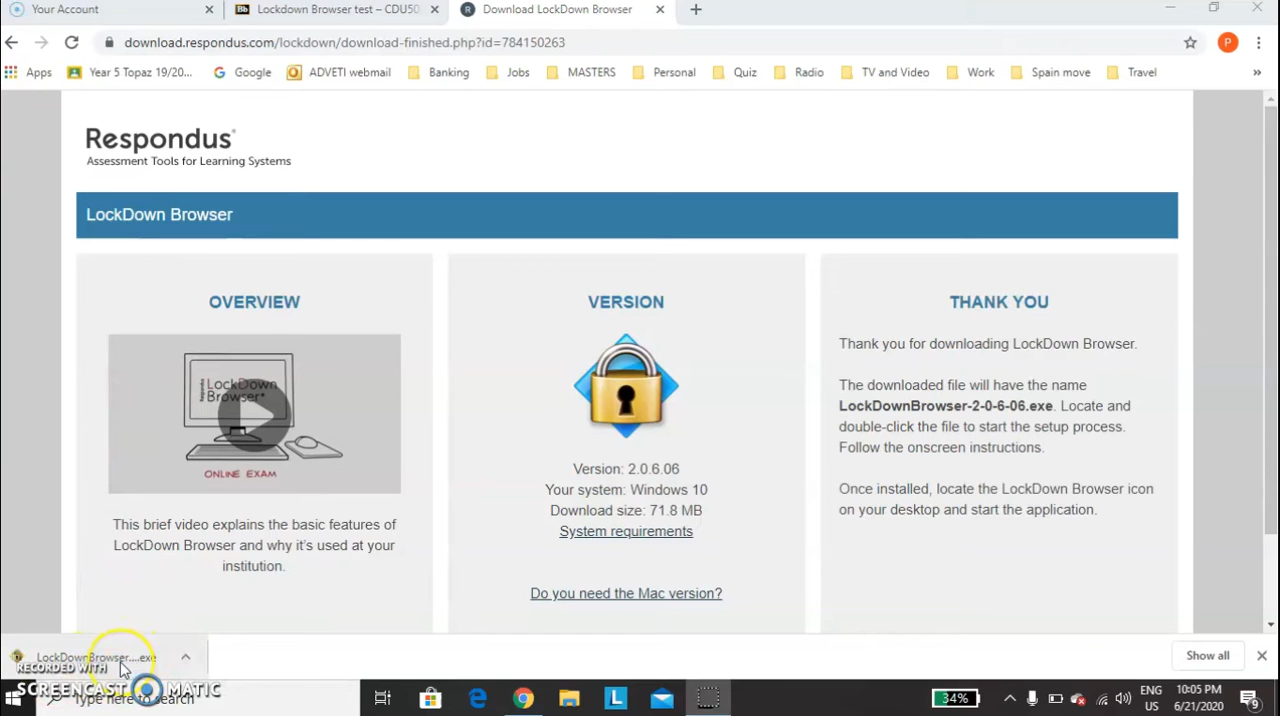 Your Account
Lockdown Browser test – CDU50
Download LockDown Browser
download.respondus.com/lockdown/download-finished.php?id=784150263
P
Apps
Year 5 Topaz 19/20...
Google
ADVETI webmail
Banking
Jobs
MASTERS
Personal
Quiz
Radio
TV and Video
Work
Spain move
Travel
»
Respondus®
Assessment Tools for Learning Systems
LockDown Browser
OVERVIEW
Respondus
LockDown
Browser®
ONLINE EXAM
This brief video explains the basic features of
LockDown Browser and why it's used at your
institution.
VERSION
Version: 2.0.6.06
Your system: Windows 10
Download size: 71.8 MB
System requirements
Do you need the Mac version?
THANK YOU
Thank you for downloading LockDown Browser.
The downloaded file will have the name
LockDownBrowser-2-0-6-06.exe. Locate and
double-click the file to start the setup process.
Follow the onscreen instructions.
Once installed, locate the LockDown Browser icon
on your desktop and start the application.
LockDownBrowser....exe
Show all
RECORDED WITH
SCREENCAST MATIC
Type here to search
34%
ENG
US
10:05 PM
6/21/2020
9